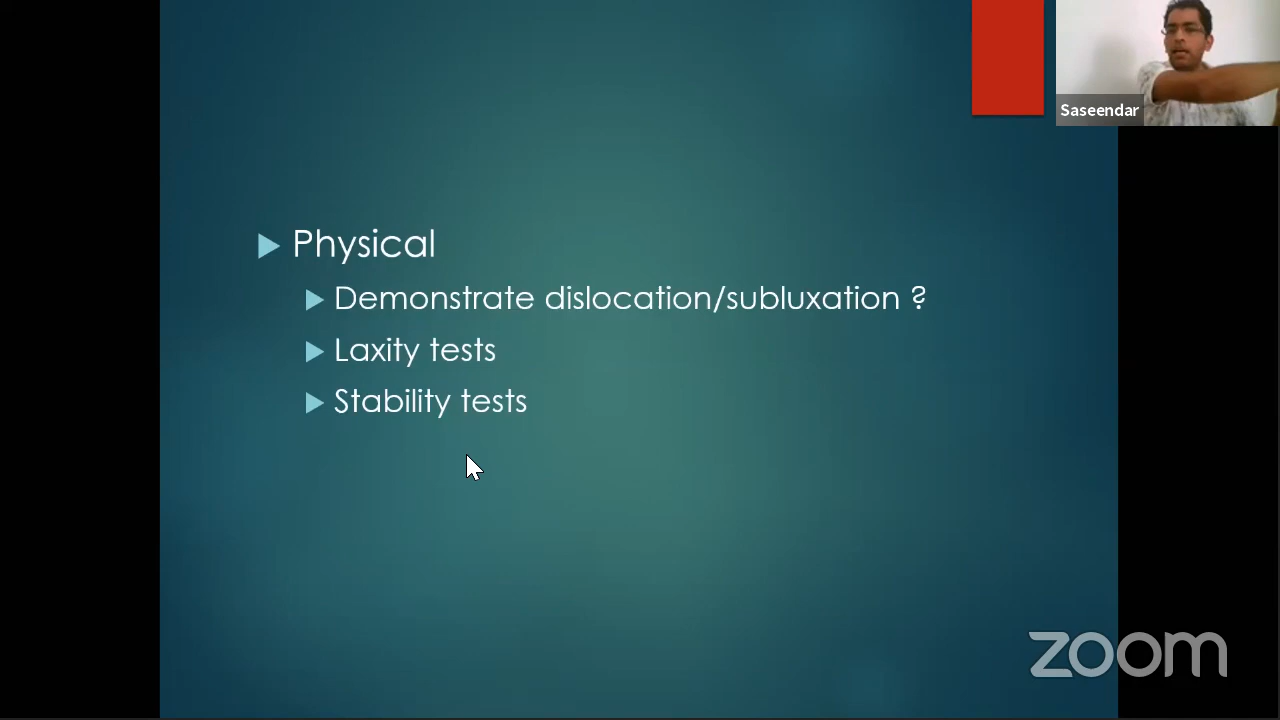 Saseendar
Physical
Demonstrate dislocation/subluxation ?
Laxity tests
Stability tests
zoom